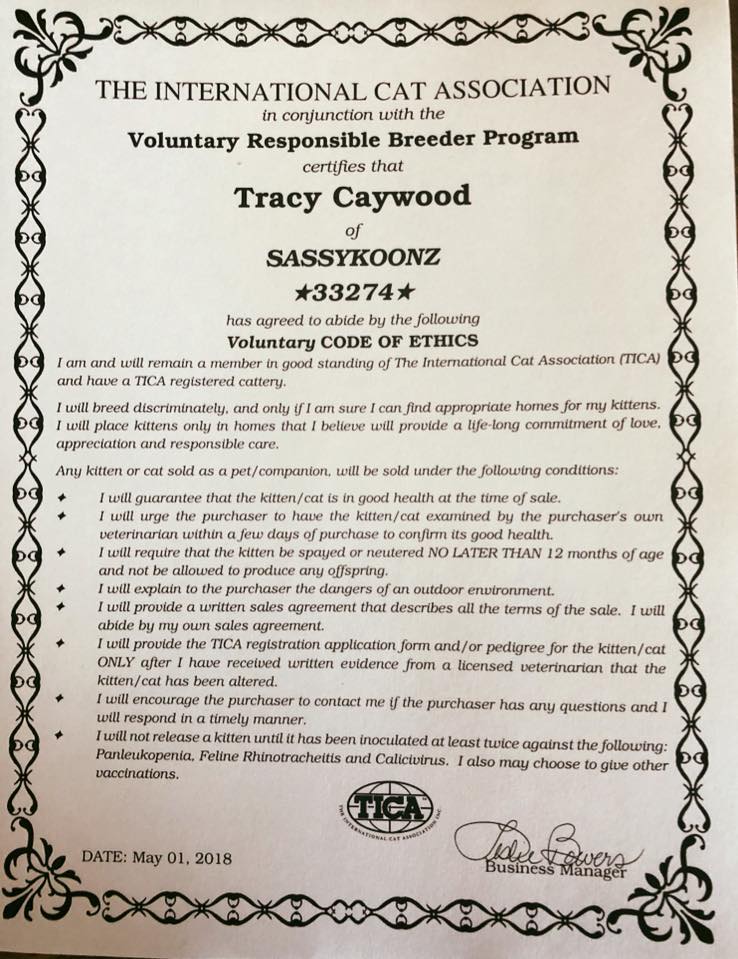 THE INTERNATIONAL CAT ASSOCIATION
in conjunction with the
Voluntary Responsible Breeder Program
certifies that
Tracy Caywood
of
SASSYKOONZ
★33274★
has agreed to abide by the following
Voluntary CODE OF ETHICS
I am and will remain a member in good standing of The International Cat Association (TICA)
and have a TICA registered cattery.
I will breed discriminately, and only if I am sure I can find appropriate homes for my kittens.
I will place kittens only in homes that I believe will provide a life-long commitment of love,
appreciation and responsible care.
Any kitten or cat sold as a pet/companion, will be sold under the following conditions:
✦ I will guarantee that the kitten/cat is in good health at the time of sale.
✦ I will urge the purchaser to have the kitten/cat examined by the purchaser's own
veterinarian within a few days of purchase to confirm its good health.
✦ I will require that the kitten be spayed or neutered NO LATER THAN 12 months of age
and not be allowed to produce any offspring.
✦ I will explain to the purchaser the dangers of an outdoor environment.
✦ I will provide a written sales agreement that describes all the terms of the sale. I will
abide by my own sales agreement.
✦ I will provide the TICA registration application form and/or pedigree for the kitten/cat
ONLY after I have received written evidence from a licensed veterinarian that the
kitten/cat has been altered.
✦ I will encourage the purchaser to contact me if the purchaser has any questions and I
will respond in a timely manner.
✦ I will not release a kitten until it has been inoculated at least twice against the following:
Panleukopenia, Feline Rhinotracheitis and Calicivirus. I also may choose to give other
vaccinations.
TICA
THE INTERNATIONAL CAT ASSOCIATION, INC.
Leslie Bowers
DATE: May 01, 2018
Business Manager